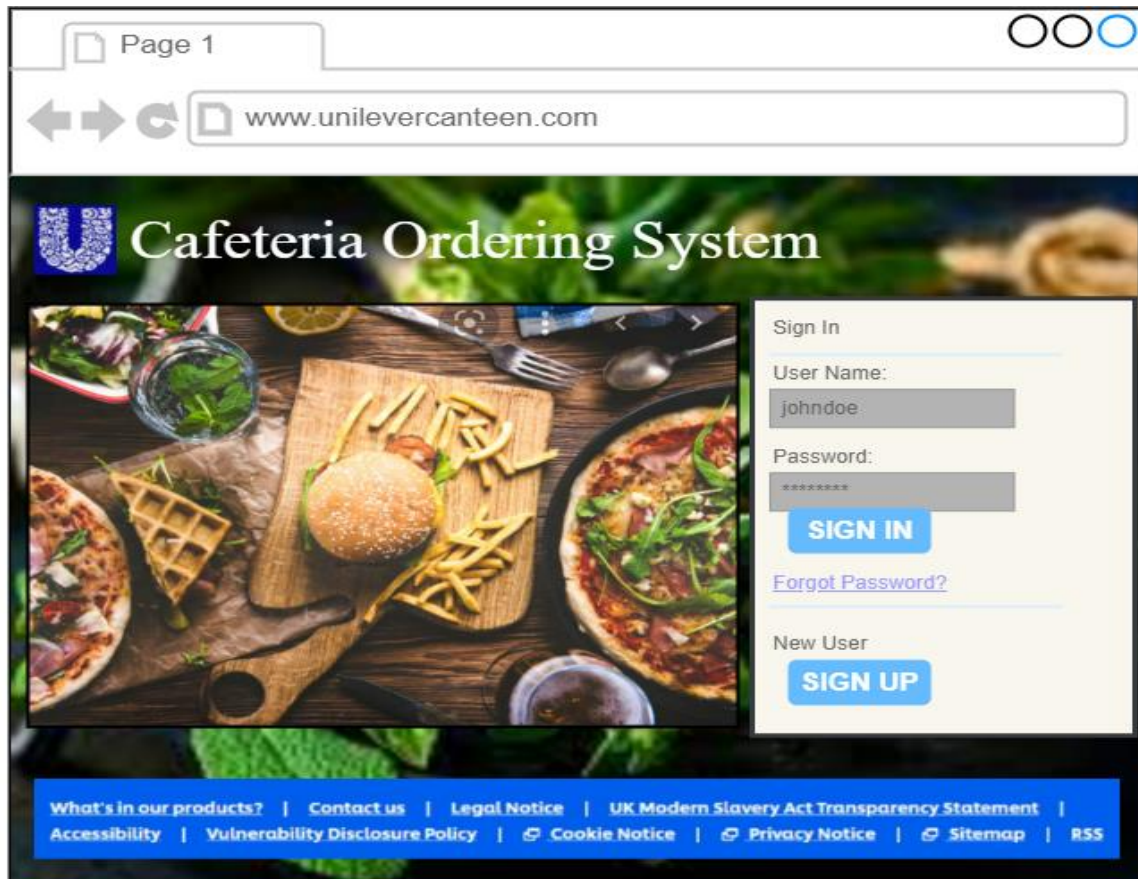 Page 1
www.unilevercanteen.com
Cafeteria Ordering System
Sign In
User Name:
johndoe
Password:
********
SIGN IN
Forgot Password?
New User
SIGN UP
What's in our products? | Contact us | Legal Notice | UK Modern Slavery Act Transparency Statement |
Accessibility | Vulnerability Disclosure Policy | Cookie Notice | Privacy Notice | Sitemap | RSS